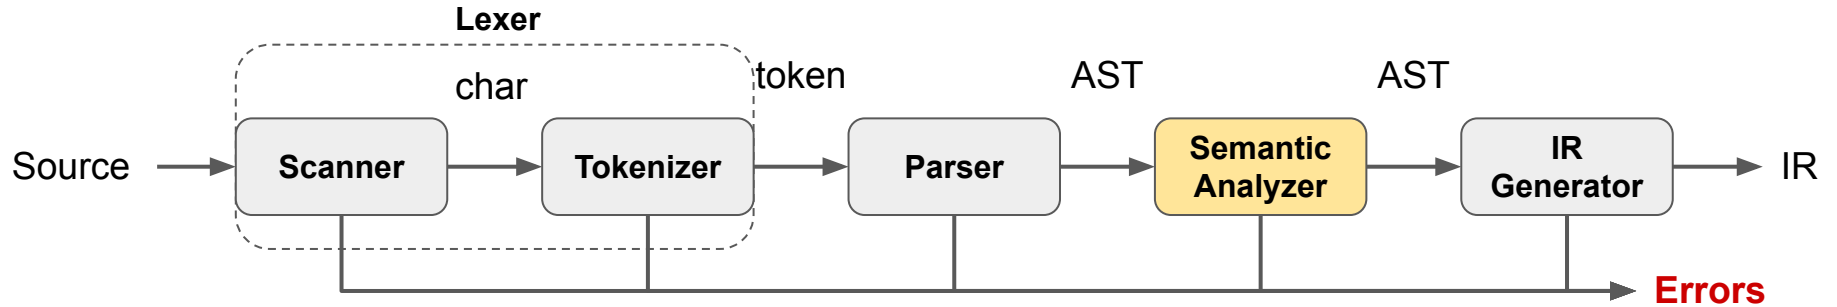 Lexer
char
token
AST
AST
Source
Scanner
Tokenizer
Parser
Semantic
Analyzer
IR
Generator
IR
Errors